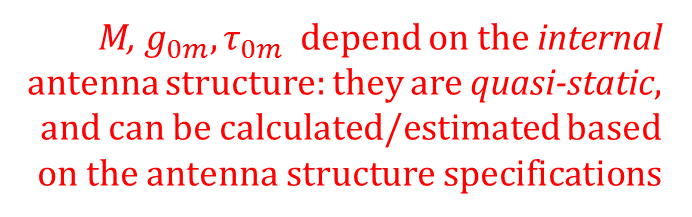 M, g₀ₘ, τ₀ₘ depend on the internal
antenna structure: they are quasi-static,
and can be calculated/estimated based
on the antenna structure specifications